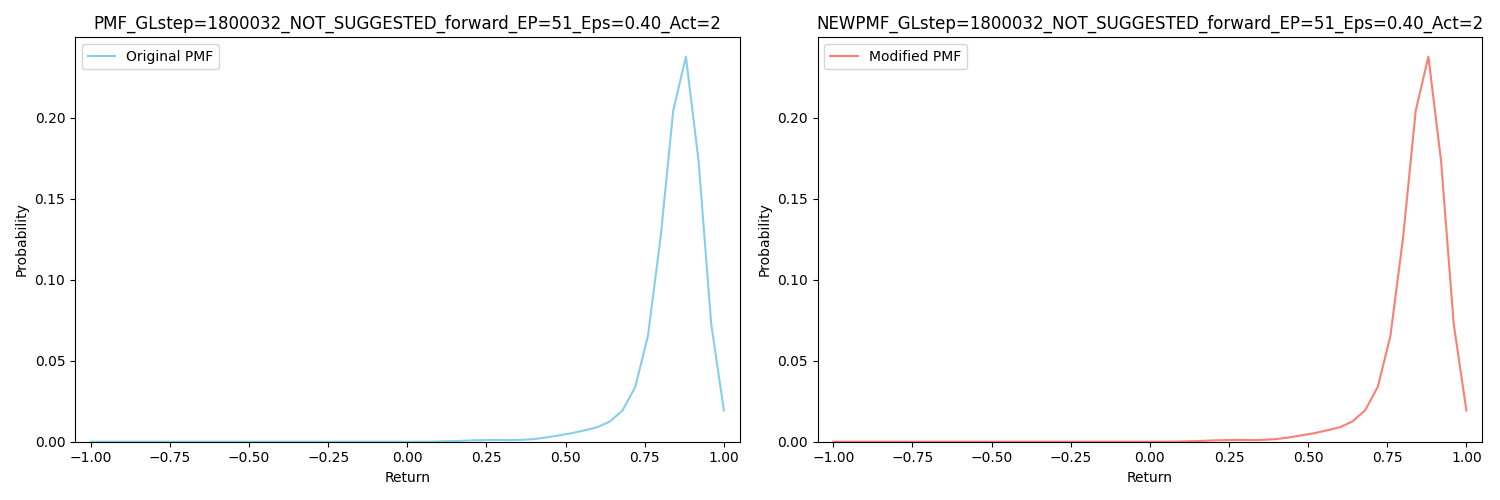 PMF_GLstep=1800032_NOT_SUGGESTED_forward_EP=51_Eps=0.40_Act=2
Original PMF
Probability
0.20
0.15
0.10
0.05
0.00
−1.00 −0.75 −0.50 −0.25 0.00 0.25 0.50 0.75 1.00
Return
NEWPMF_GLstep=1800032_NOT_SUGGESTED_forward_EP=51_Eps=0.40_Act=2
Modified PMF
Probability
0.20
0.15
0.10
0.05
0.00
−1.00 −0.75 −0.50 −0.25 0.00 0.25 0.50 0.75 1.00
Return